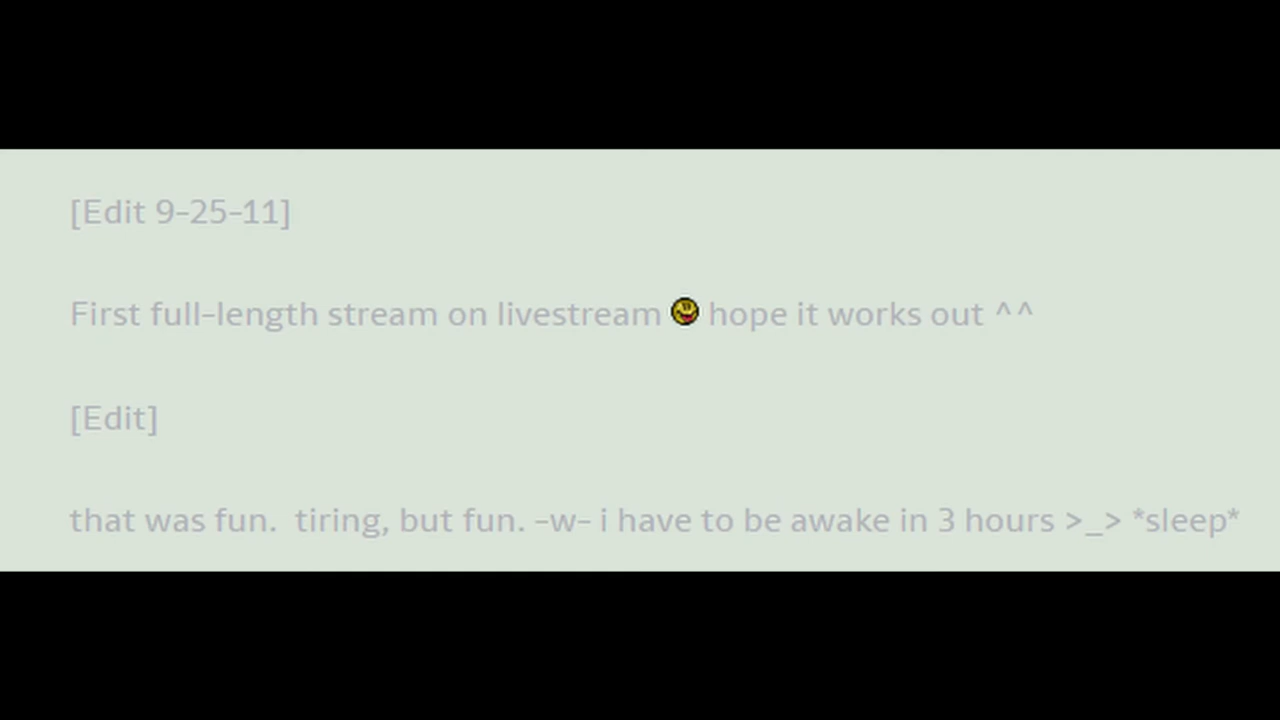 [Edit 9-25-11]
First full-length stream on livestream hope it works out ^^
[Edit]
that was fun.  tiring, but fun. -w- i have to be awake in 3 hours >_> *sleep*